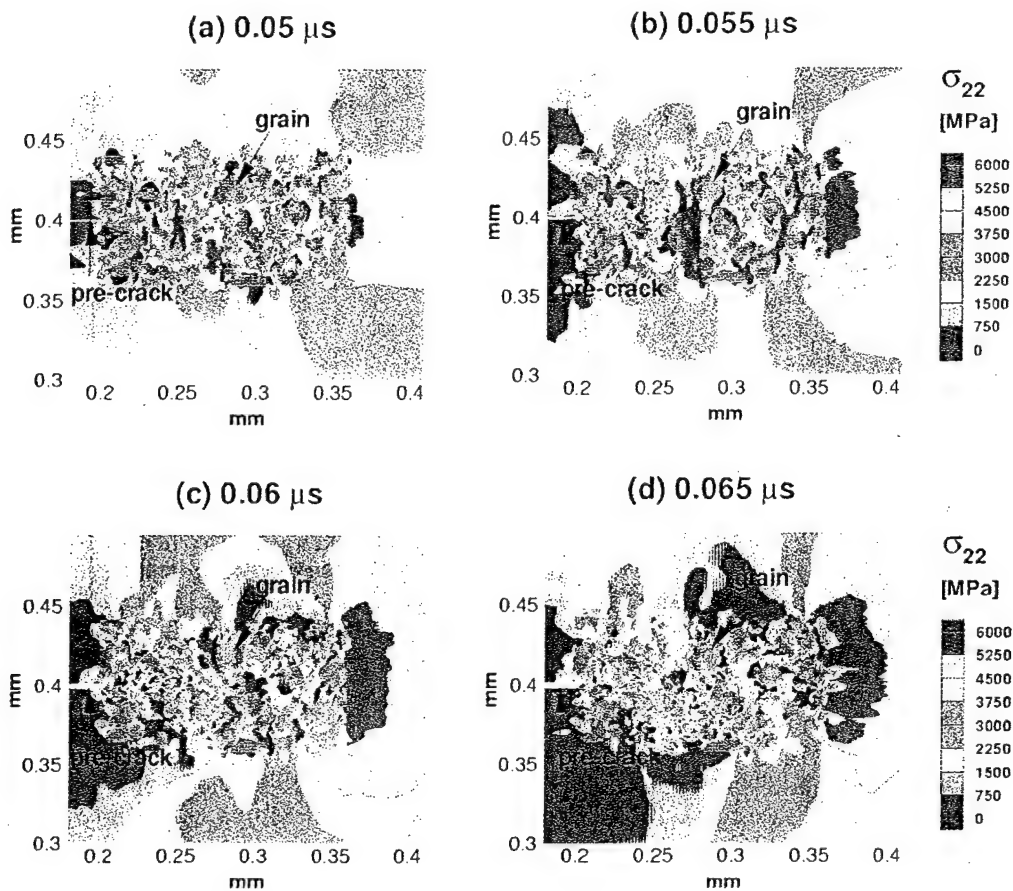 (a) 0.05 μs
(b) 0.055 μs
σ22
[MPa]
6000
5250
4500
3750
3000
2250
1500
750
0
0.45
mm
0.4
0.35
0.3
grain
pre-crack
0.2
0.25
0.3
0.35
0.4
mm
0.45
mm
0.4
0.35
0.3
grain
pre-crack
0.2
0.25
0.3
0.35
0.4
mm
(c) 0.06 μs
(d) 0.065 μs
σ22
[MPa]
6000
5250
4500
3750
3000
2250
1500
750
0
0.45
mm
0.4
0.35
0.3
grain
pre-crack
0.2
0.25
0.3
0.35
0.4
mm
0.45
mm
0.4
0.35
0.3
grain
pre-crack
0.2
0.25
0.3
0.35
0.4
mm